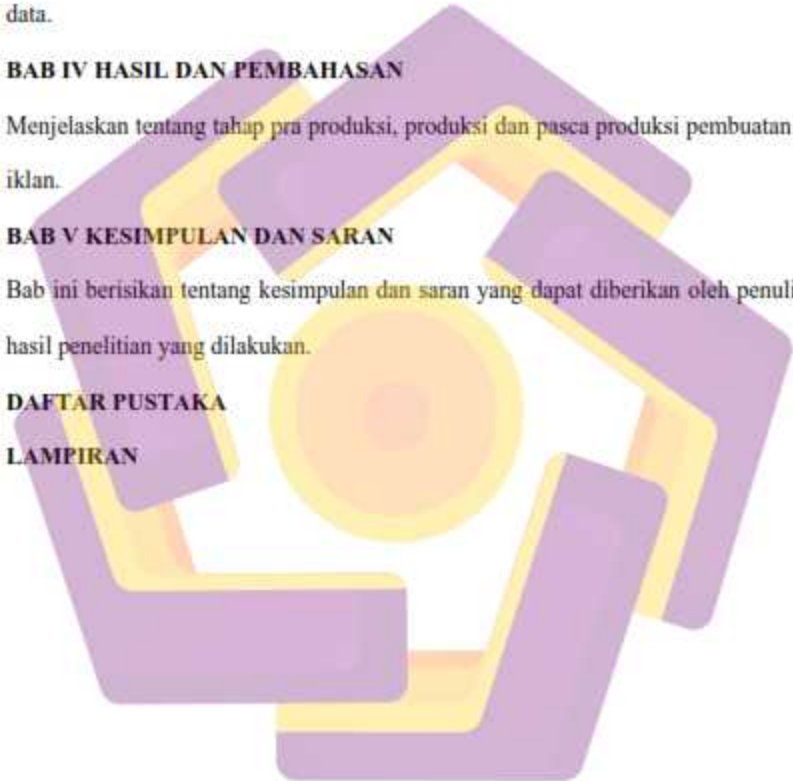 data.
BAB IV HASIL DAN PEMBAHASAN
Menjelaskan tentang tahap pra produksi, produksi dan pasca produksi pembuatan
iklan.
BAB V KESIMPULAN DAN SARAN
Bab ini berisikan tentang kesimpulan dan saran yang dapat diberikan oleh penuli
hasil penelitian yang dilakukan.
DAFTAR PUSTAKA
LAMPIRAN